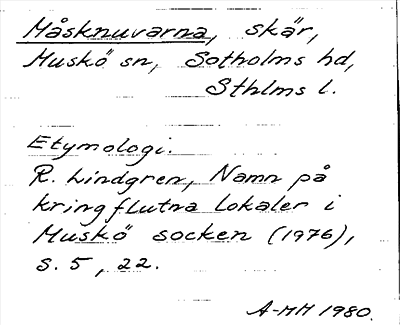 Måsknuvarna, skär,
Muskö sn, Sotholms hd,
Sthlms l.
Etymologi.
R. Lindgren, Namn på
kringflutna lokaler i
Muskö socken (1976),
s. 5, 22.
A-MM 1980.